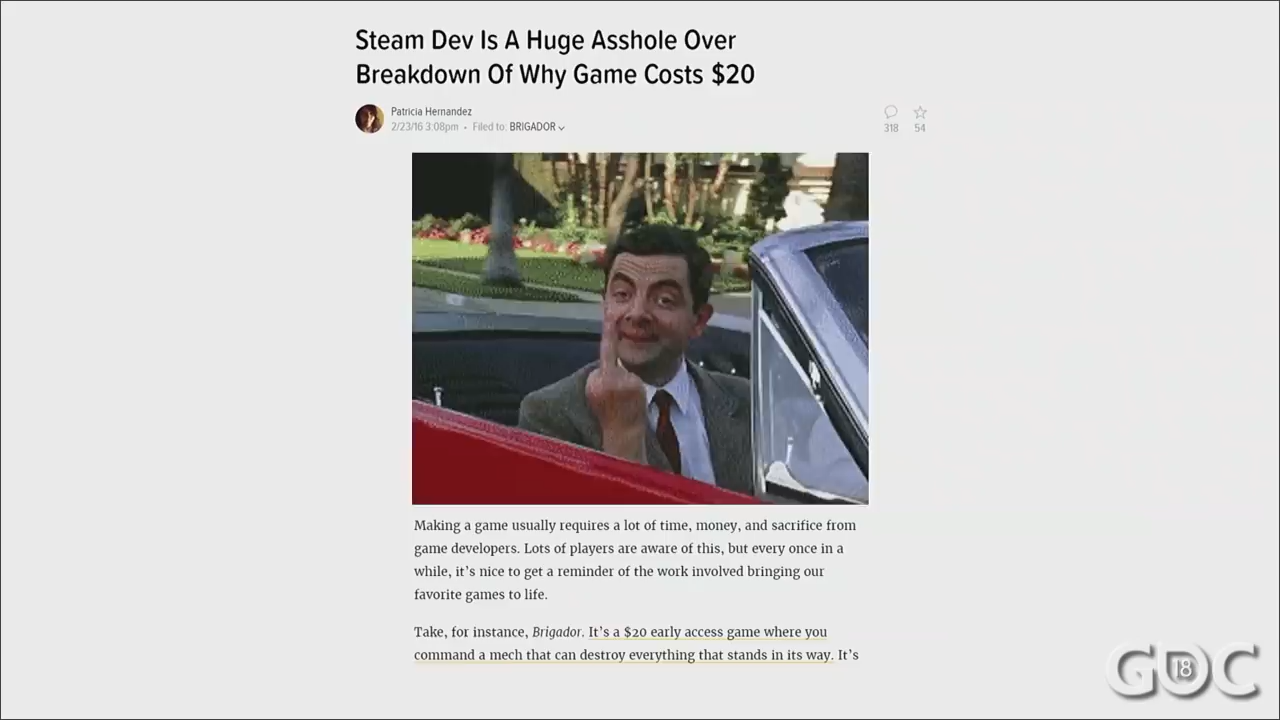 Steam Dev Is A Huge Asshole Over
Breakdown Of Why Game Costs $20
Patricia Hernandez
2/23/16 3:08pm • Filed to: BRIGADOR
318 54
Making a game usually requires a lot of time, money, and sacrifice from
game developers. Lots of players are aware of this, but every once in a
while, it's nice to get a reminder of the work involved bringing our
favorite games to life.
Take, for instance, Brigador. It's a $20 early access game where you
command a mech that can destroy everything that stands in its way. It's
GDC 18